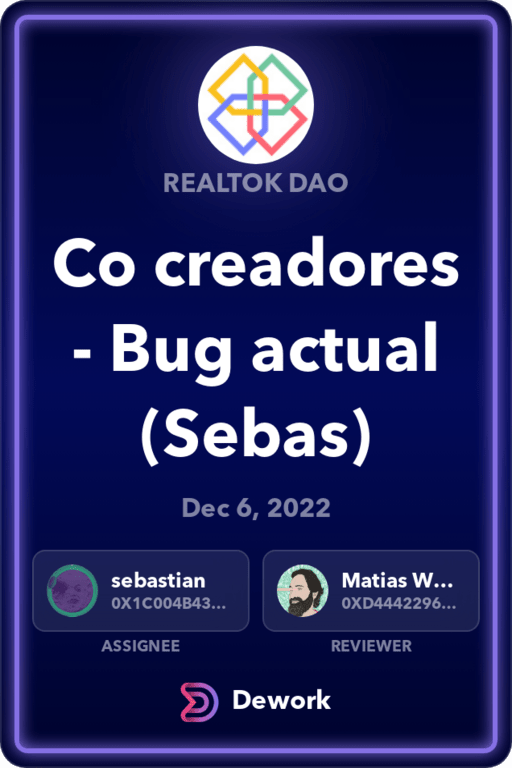 REALTOK DAO
Co creadores
- Bug actual
(Sebas)
Dec 6, 2022
sebastian
0X1C004B43...
ASSIGNEE
Matias W...
0XD4442296...
REVIEWER
Dework